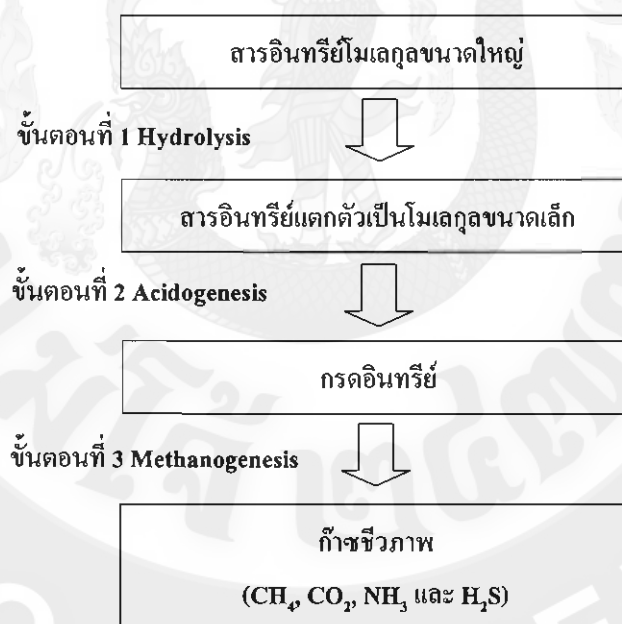 สารอินทรีย์โมเลกุลขนาดใหญ่
ขั้นตอนที่ 1 Hydrolysis
สารอินทรีย์แตกตัวเป็นโมเลกุลขนาดเล็ก
ขั้นตอนที่ 2 Acidogenesis
กรดอินทรีย์
ขั้นตอนที่ 3 Methanogenesis
ก๊าซชีวภาพ
(CH₄, CO₂, NH₃ และ H₂S)